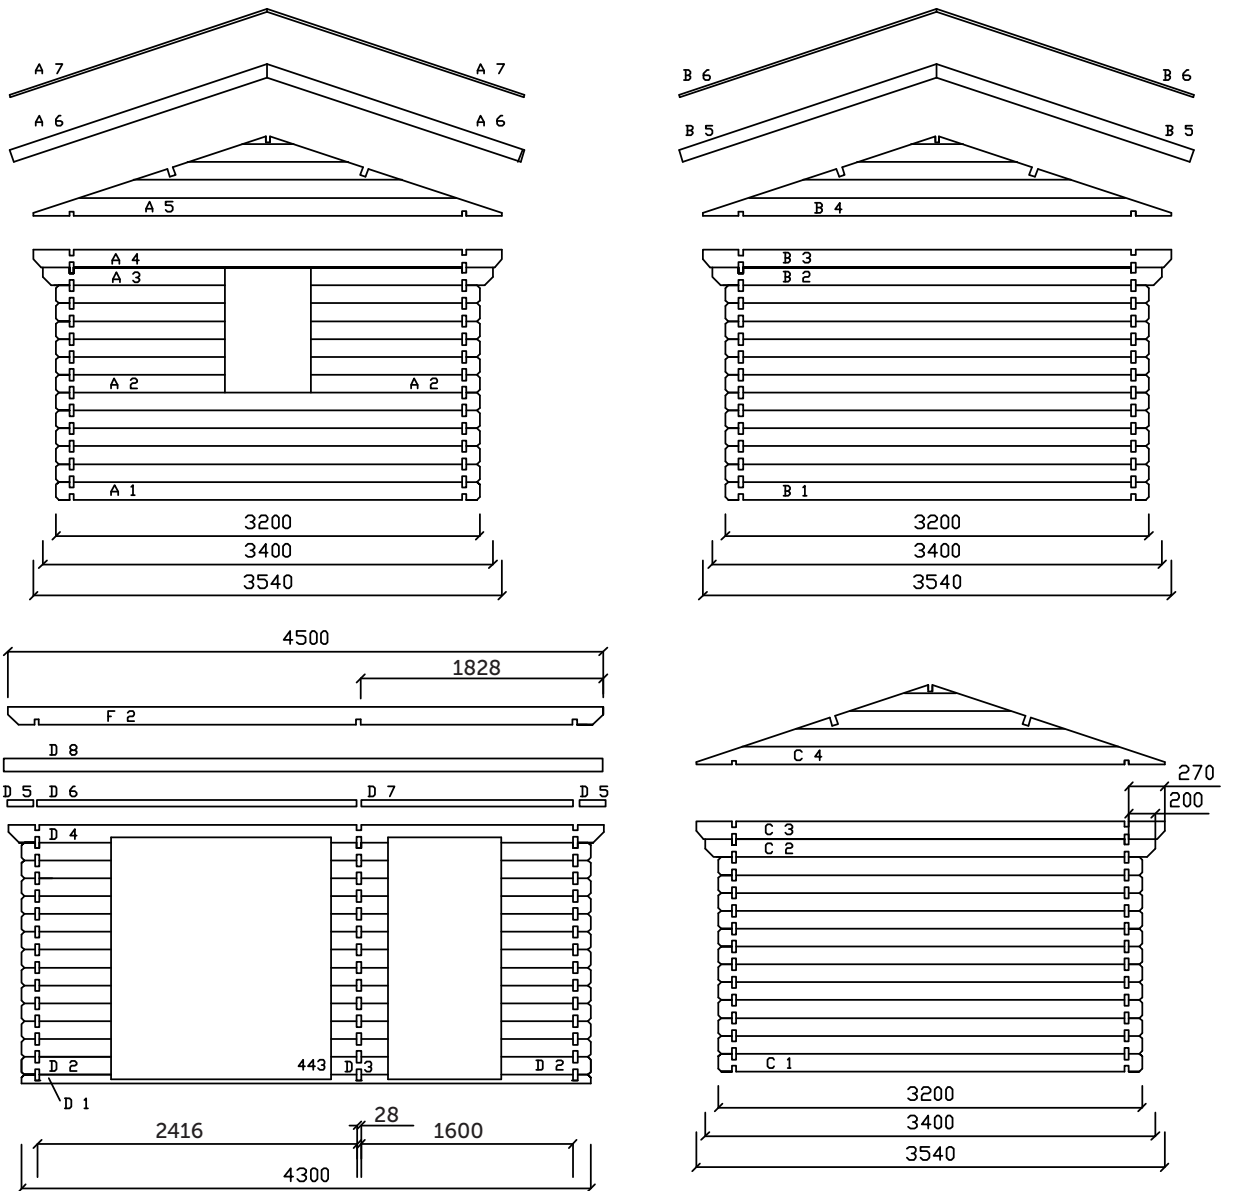 A 7 A 7
A 6 A 6
A 5
A 4
A 3
A 2 A 2
A 1
3200
3400
3540
B 6 B 6
B 5 B 5
B 4
B 3
B 2
B 1
3200
3400
3540
4500
1828
F 2
D 8
D 5 D 6 D 7 D 5
D 4
D 2 443 D 3 D 2
D 1
28
2416 1600
4300
C 4
270
200
C 3
C 2
C 1
3200
3400
3540